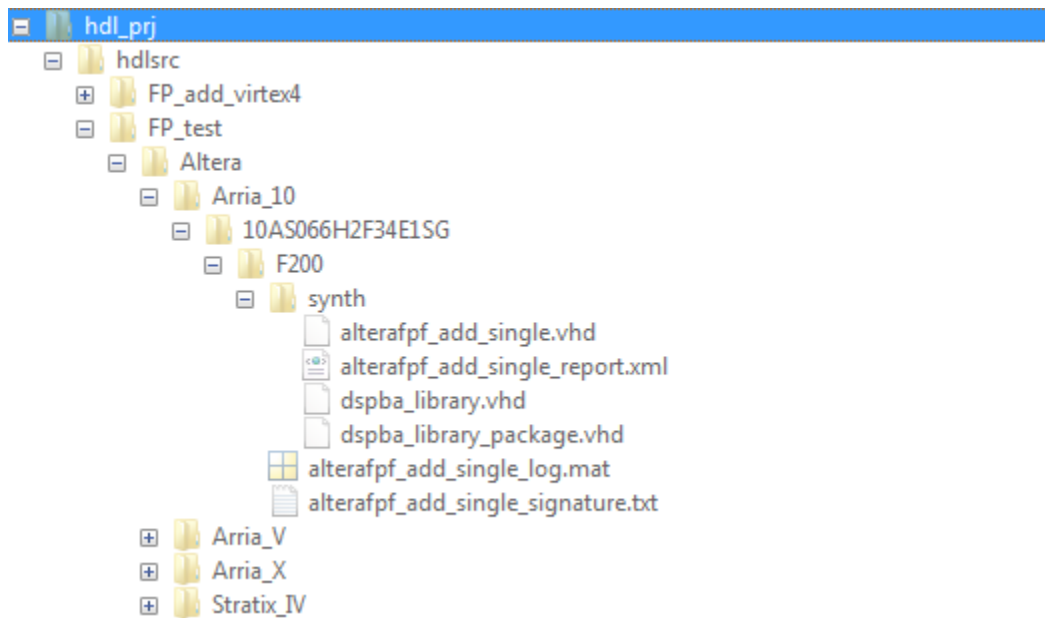 hdl_prj
hdlsrc
FP_add_virtex4
FP_test
Altera
Arria_10
10AS066H2F34E1SG
F200
synth
alterafpf_add_single.vhd
alterafpf_add_single_report.xml
dspba_library.vhd
dspba_library_package.vhd
alterafpf_add_single_log.mat
alterafpf_add_single_signature.txt
Arria_V
Arria_X
Stratix_IV